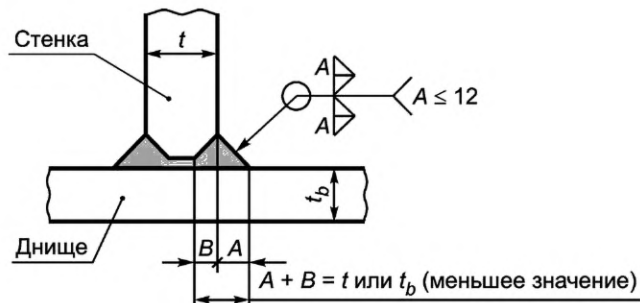 Стенка
t
A
A
A ≤ 12
Днище
t_b
B A
A + B = t или t_b (меньшее значение)